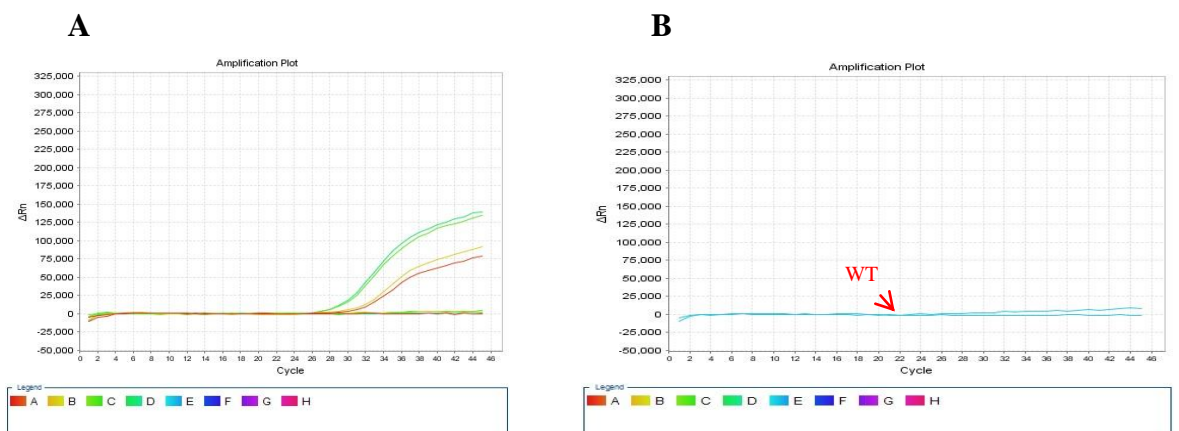 A
B
Amplification Plot
325,000
300,000
275,000
250,000
225,000
200,000
175,000
150,000
125,000
100,000
75,000
50,000
25,000
0
-25,000
-50,000
ΔRn
0 2 4 6 8 10 12 14 16 18 20 22 24 26 28 30 32 34 36 38 40 42 44 46
Cycle
Legend
A B C D E F G H
Amplification Plot
325,000
300,000
275,000
250,000
225,000
200,000
175,000
150,000
125,000
100,000
75,000
50,000
25,000
0
-25,000
-50,000
ΔRn
WT
0 2 4 6 8 10 12 14 16 18 20 22 24 26 28 30 32 34 36 38 40 42 44 46
Cycle
Legend
A B C D E F G H